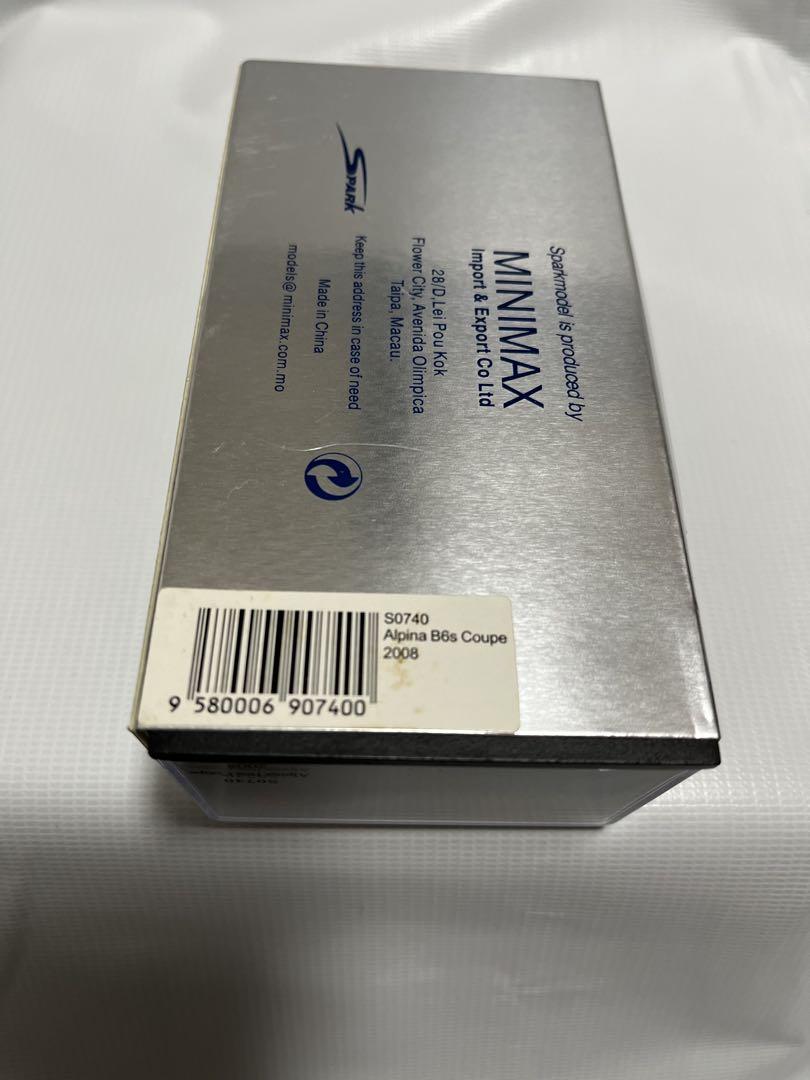 Sparkmodel is produced by
MINIMAX
Import & Export Co Ltd
28/D, Lei Pou Kok
Flower City, Avenida Olimpica
Taipa, Macau.
SPARK
Keep this address in case of need
Made in China
models@minimax.com.mo
S0740
Alpina B6s Coupe
2008
9 580006 907400
S0740